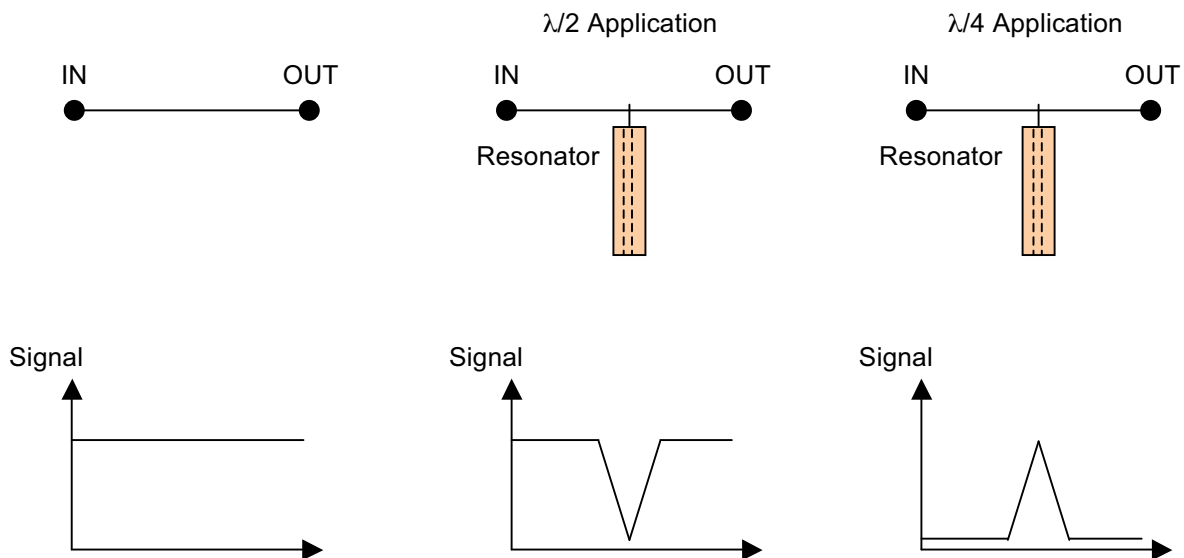 λ/2 Application
λ/4 Application
IN
OUT
IN
OUT
IN
OUT
Resonator
Resonator
Signal
Signal
Signal